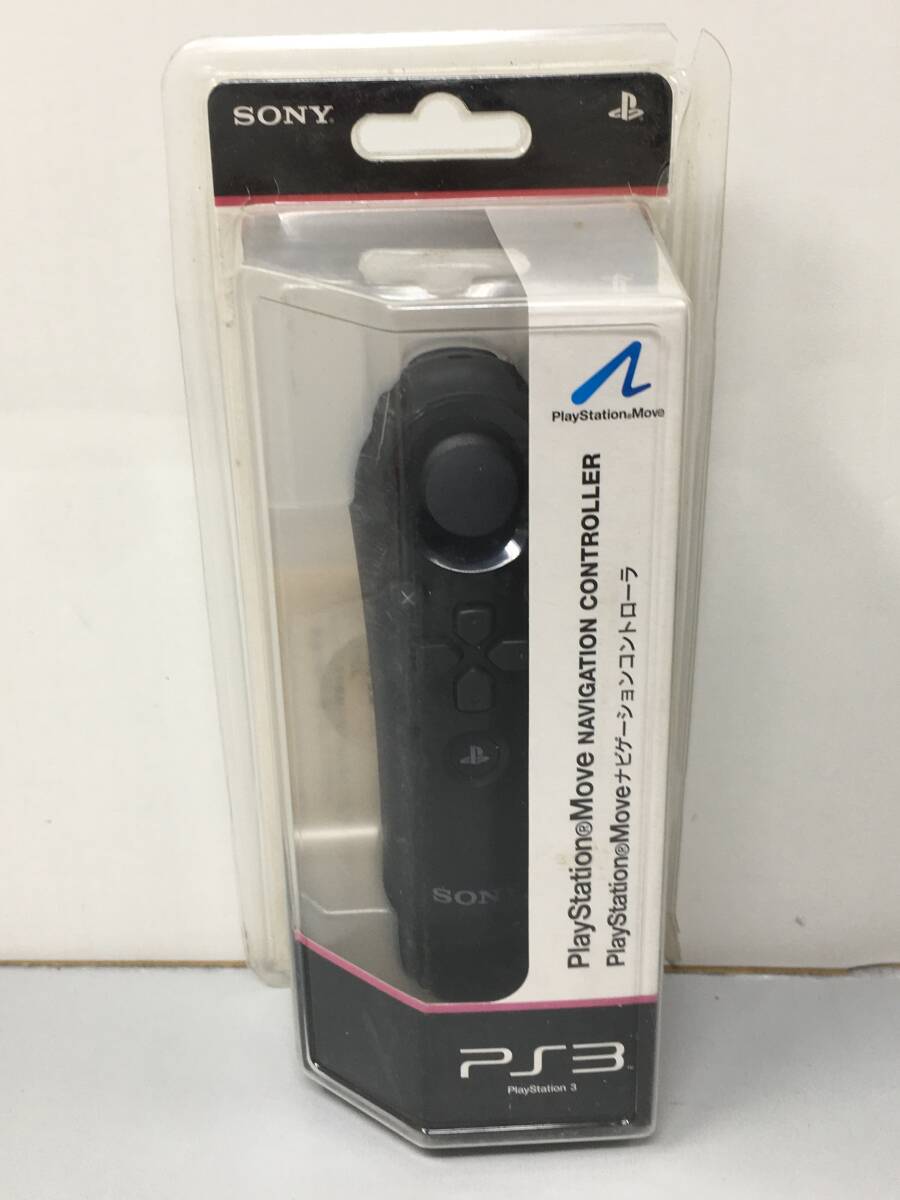 SONY
PlayStation®Move
PlayStation®Move NAVIGATION CONTROLLER
PlayStation®Moveナビゲーションコントローラ
SONY
PS3
PlayStation 3